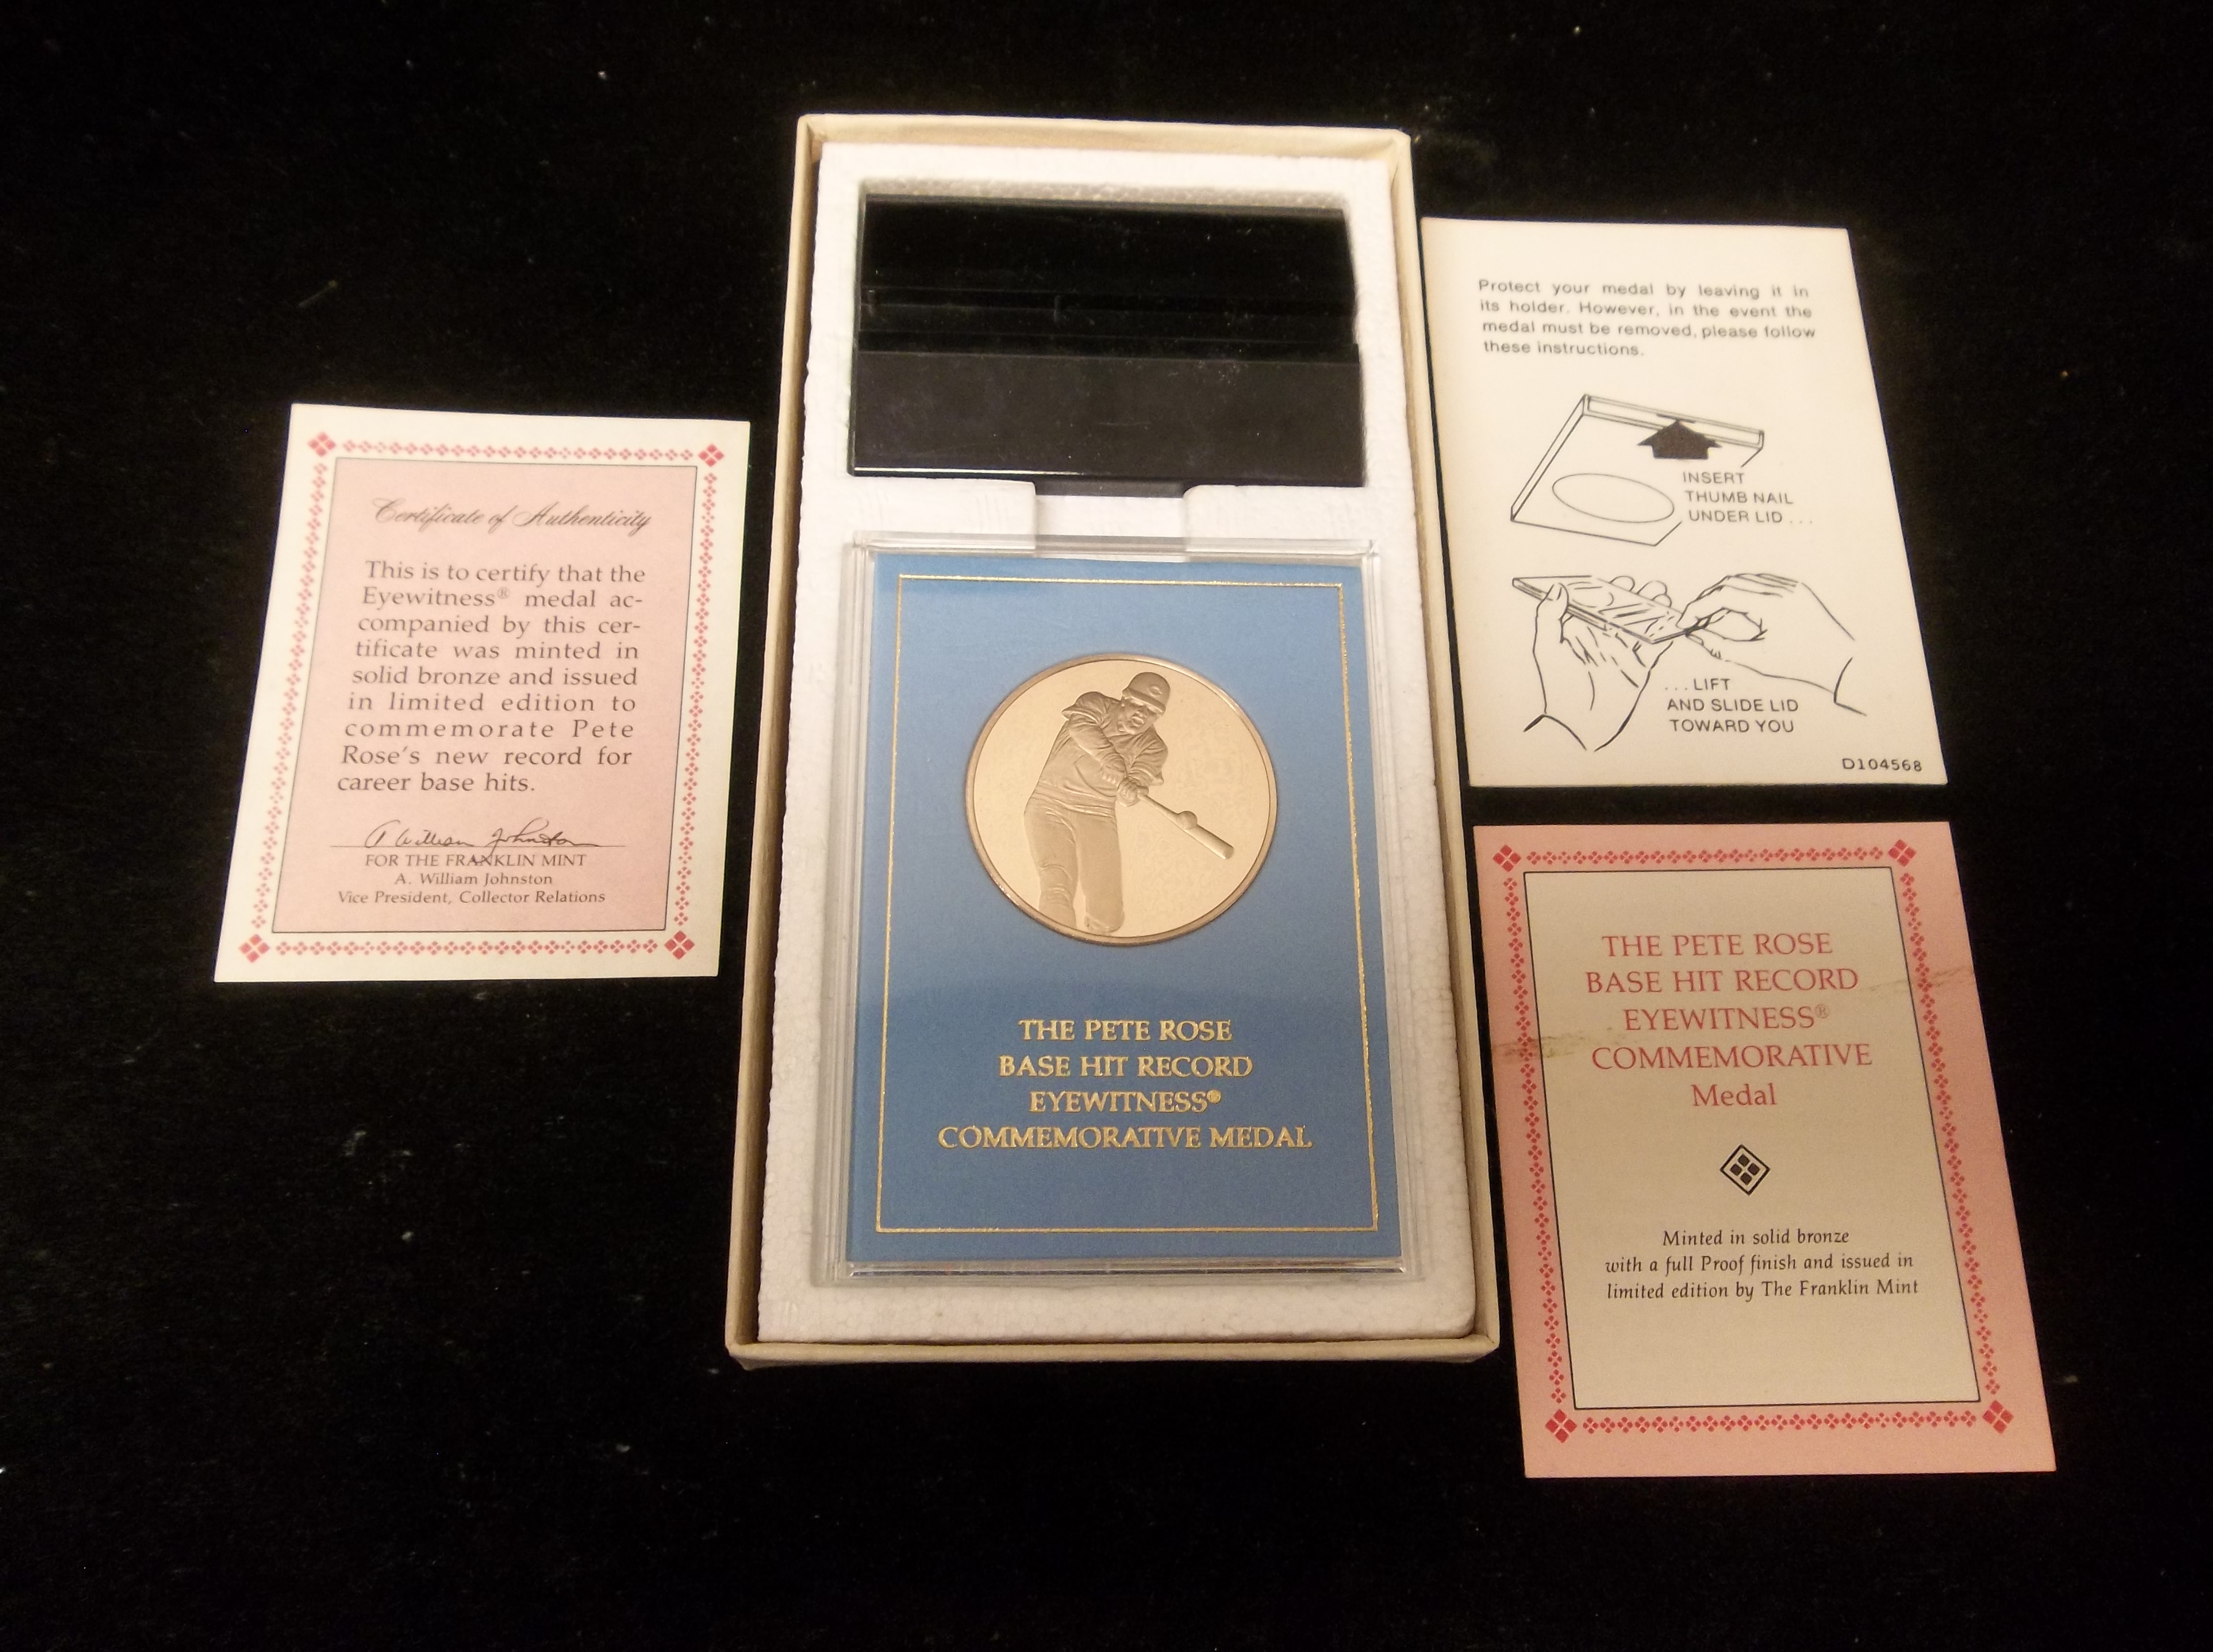 Certificate of Authenticity
This is to certify that the
Eyewitness® medal ac-
companied by this cer-
tificate was minted in
solid bronze and issued
in limited edition to
commemorate Pete
Rose's new record for
career base hits.
A William Johnston
FOR THE FRANKLIN MINT
A. William Johnston
Vice President, Collector Relations
THE PETE ROSE
BASE HIT RECORD
EYEWITNESS®
COMMEMORATIVE MEDAL
Protect your medal by leaving it in
its holder. However, in the event the
medal must be removed, please follow
these instructions.
INSERT
THUMB NAIL
UNDER LID ...
...LIFT
AND SLIDE LID
TOWARD YOU
D104568
THE PETE ROSE
BASE HIT RECORD
EYEWITNESS®
COMMEMORATIVE
Medal
Minted in solid bronze
with a full Proof finish and issued in
limited edition by The Franklin Mint